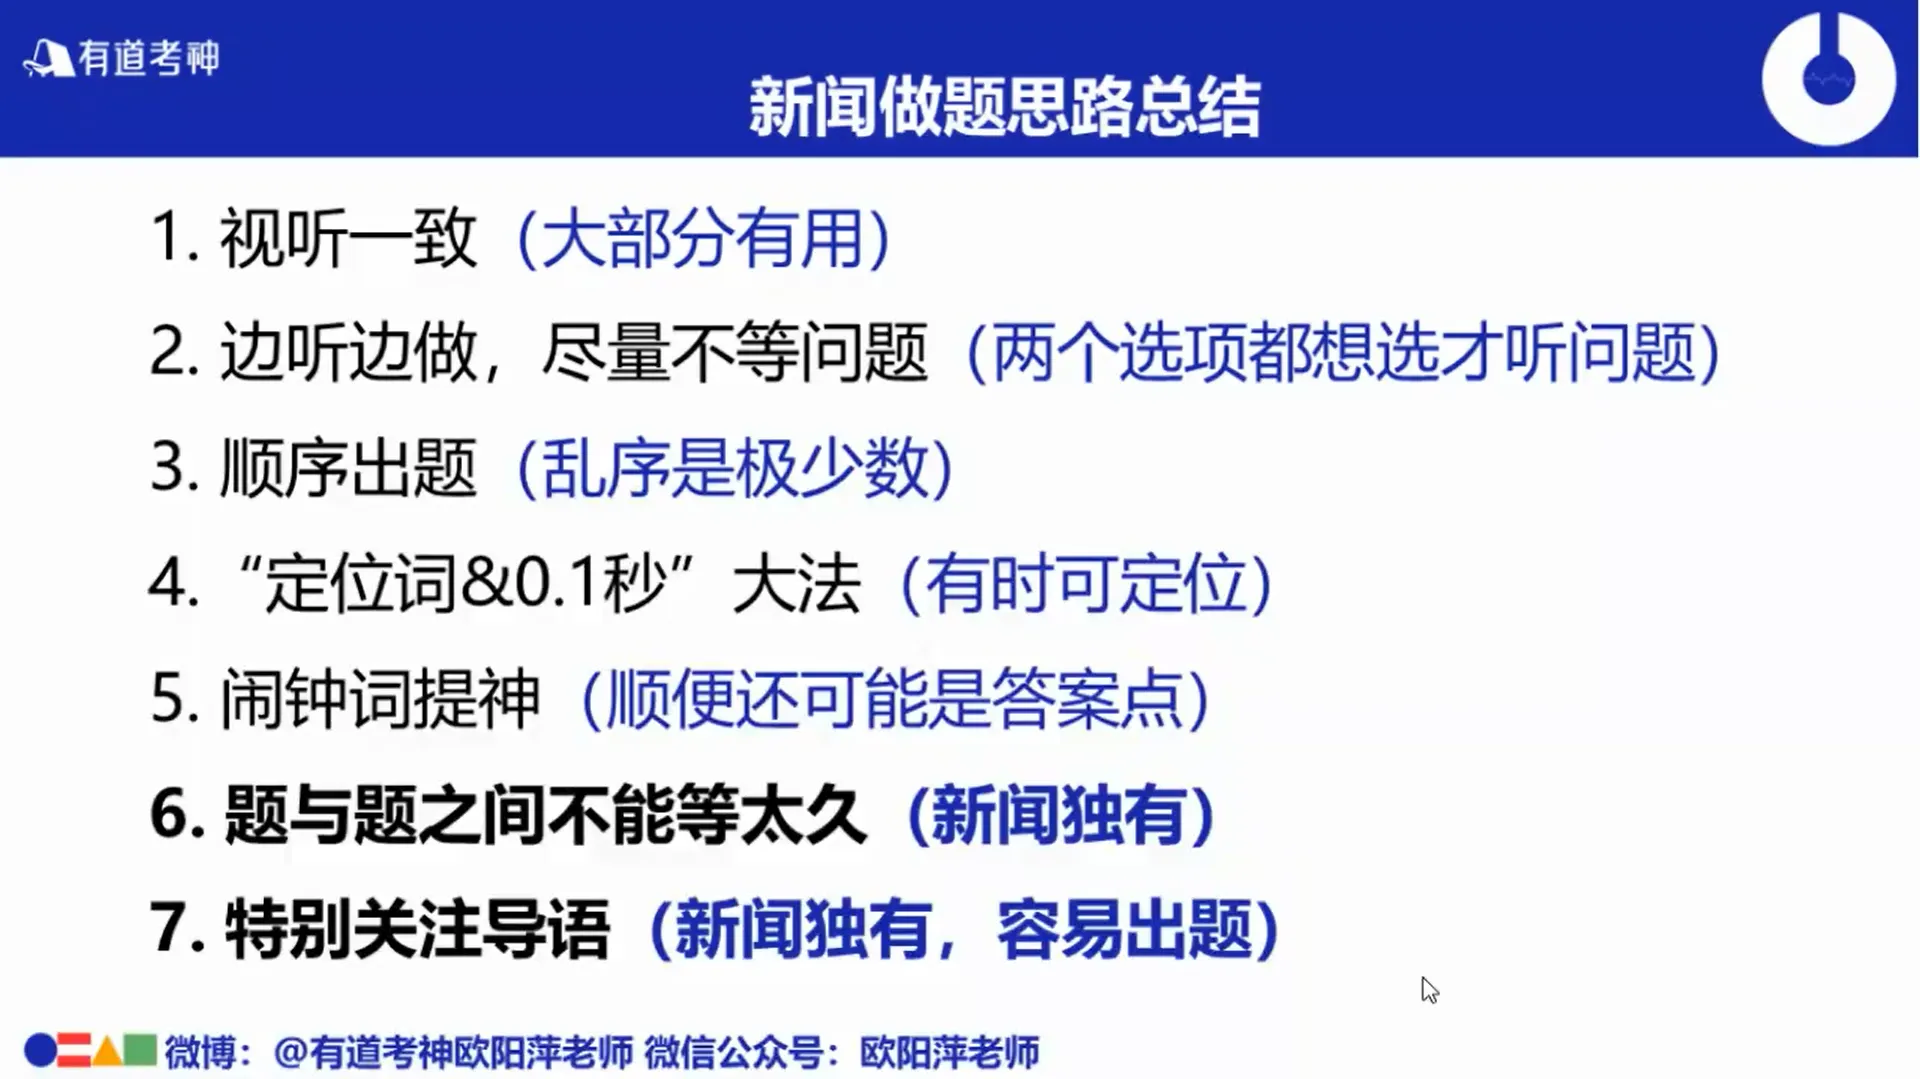 有道考神
新闻做题思路总结
1. 视听一致（大部分有用）
2. 边听边做，尽量不等问题（两个选项都想选才听问题）
3. 顺序出题（乱序是极少数）
4. “定位词&0.1秒”大法（有时可定位）
5. 闹钟词提神（顺便还可能是答案点）
6. 题与题之间不能等太久（新闻独有）
7. 特别关注导语（新闻独有，容易出题）
微博：@有道考神欧阳萍老师 微信公众号：欧阳萍老师